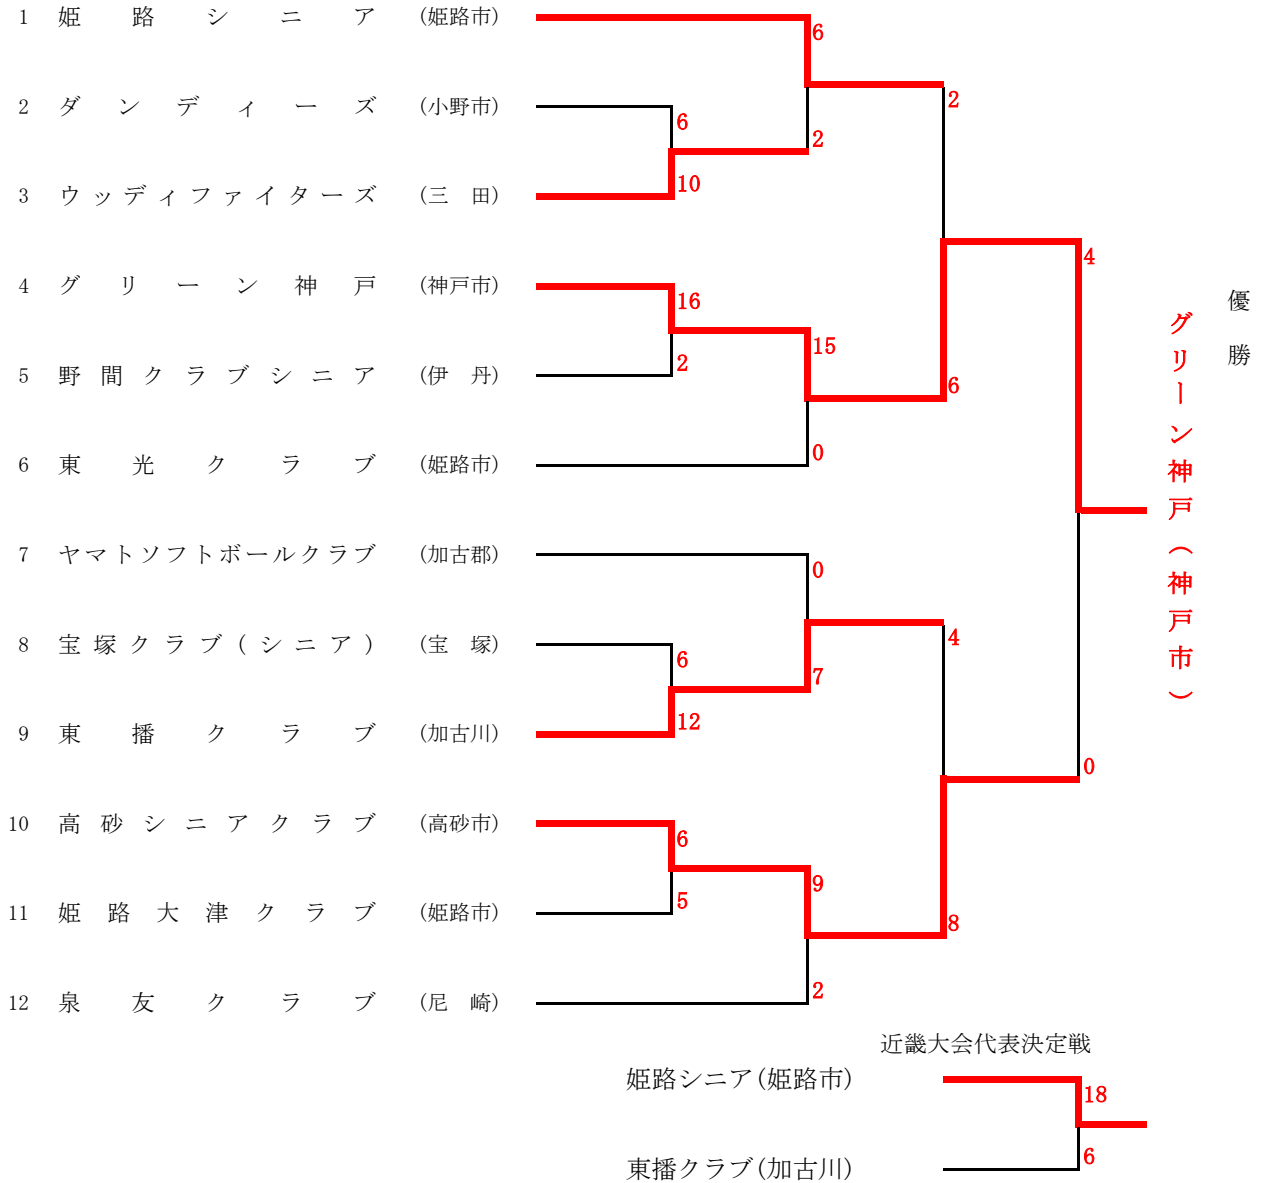 1 姫路シニア (姫路市)
6
2 ダンディーズ (小野市)
2
6
2
3 ウッディファイターズ (三 田)
10
4
4 グリーン神戸 (神戸市)
16
優勝
グリーン神戸(神戸市)
15
5 野間クラブシニア (伊 丹)
2
6
6 東光クラブ (姫路市)
0
7 ヤマトソフトボールクラブ (加古郡)
0
8 宝塚クラブ(シニア) (宝 塚)
4
6
7
9 東播クラブ (加古川)
12
0
10 高砂シニアクラブ (高砂市)
6
9
11 姫路大津クラブ (姫路市)
5
8
12 泉友クラブ (尼 崎)
2
近畿大会代表決定戦
姫路シニア(姫路市)
18
東播クラブ(加古川)
6